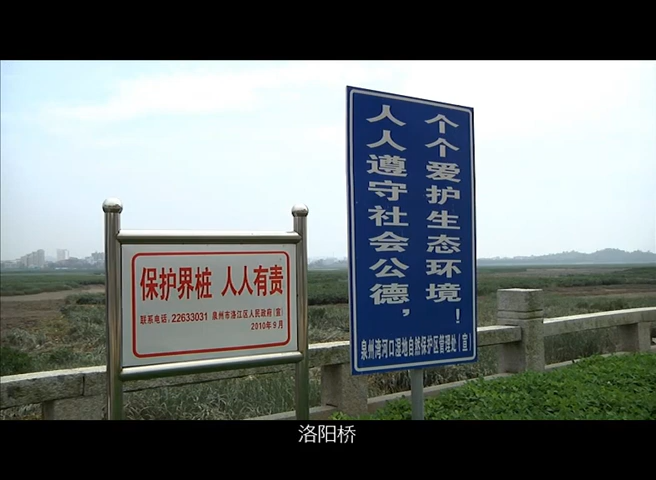 保护界桩 人人有责
联系电话:22633031 泉州市洛江区人民政府(宣)
2010年9月
人人遵守社会公德,
个个爱护生态环境!
泉州湾河口湿地自然保护区管理处(宣
洛阳桥